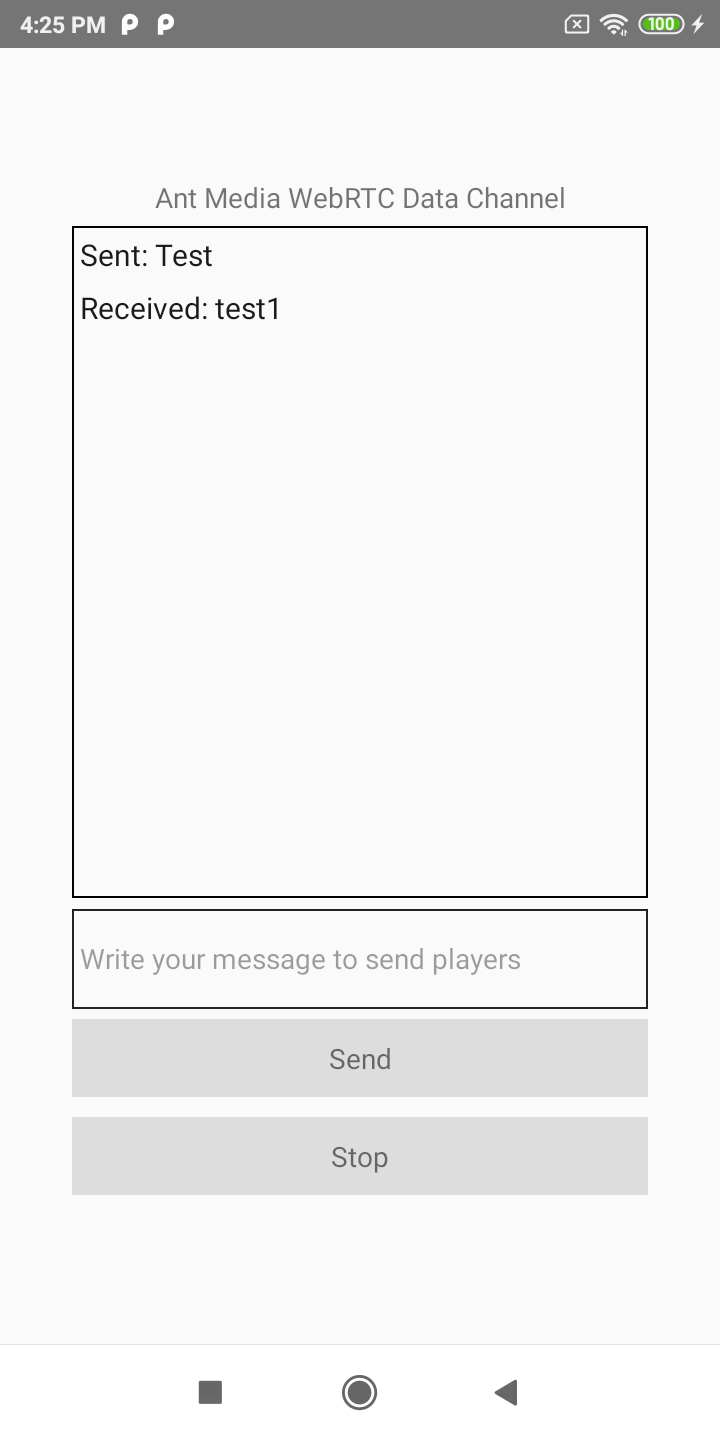 4:25 PM
100
Ant Media WebRTC Data Channel
Sent: Test
Received: test1
Write your message to send players
Send
Stop